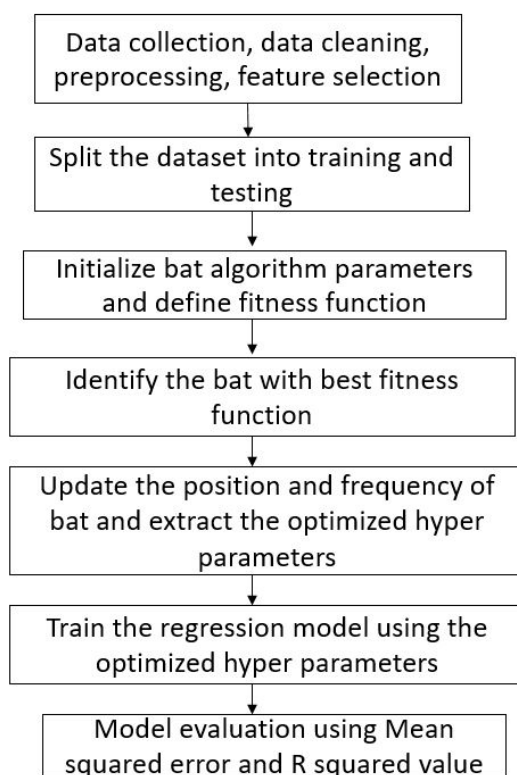 Data collection, data cleaning,
preprocessing, feature selection
Split the dataset into training and
testing
Initialize bat algorithm parameters
and define fitness function
Identify the bat with best fitness
function
Update the position and frequency of
bat and extract the optimized hyper
parameters
Train the regression model using the
optimized hyper parameters
Model evaluation using Mean
squared error and R squared value